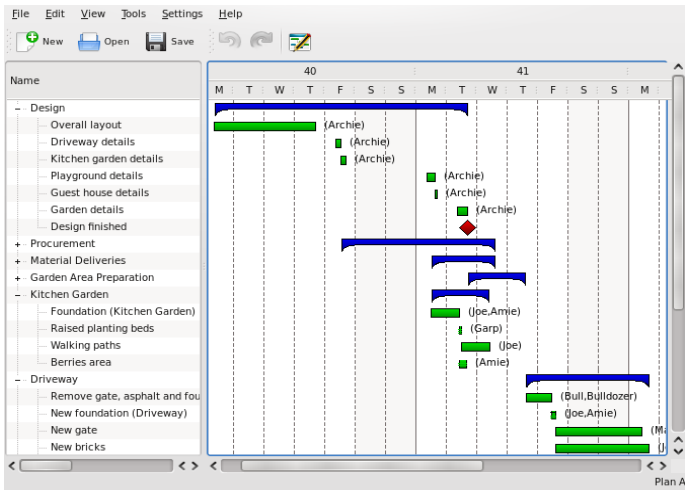 File Edit View Tools Settings Help
New Open Save
Name
40 41
M T W T F S S M T W T F S S M
Design
Overall layout (Archie)
Driveway details (Archie)
Kitchen garden details (Archie)
Playground details (Archie)
Guest house details (Archie)
Garden details (Archie)
Design finished
Procurement
Material Deliveries
Garden Area Preparation
Kitchen Garden
Foundation (Kitchen Garden) (Joe,Amie)
Raised planting beds (Garp)
Walking paths (Joe)
Berries area (Amie)
Driveway
Remove gate, asphalt and fou (Bull,Bulldozer)
New foundation (Driveway) (Joe,Amie)
New gate
New bricks
Plan A